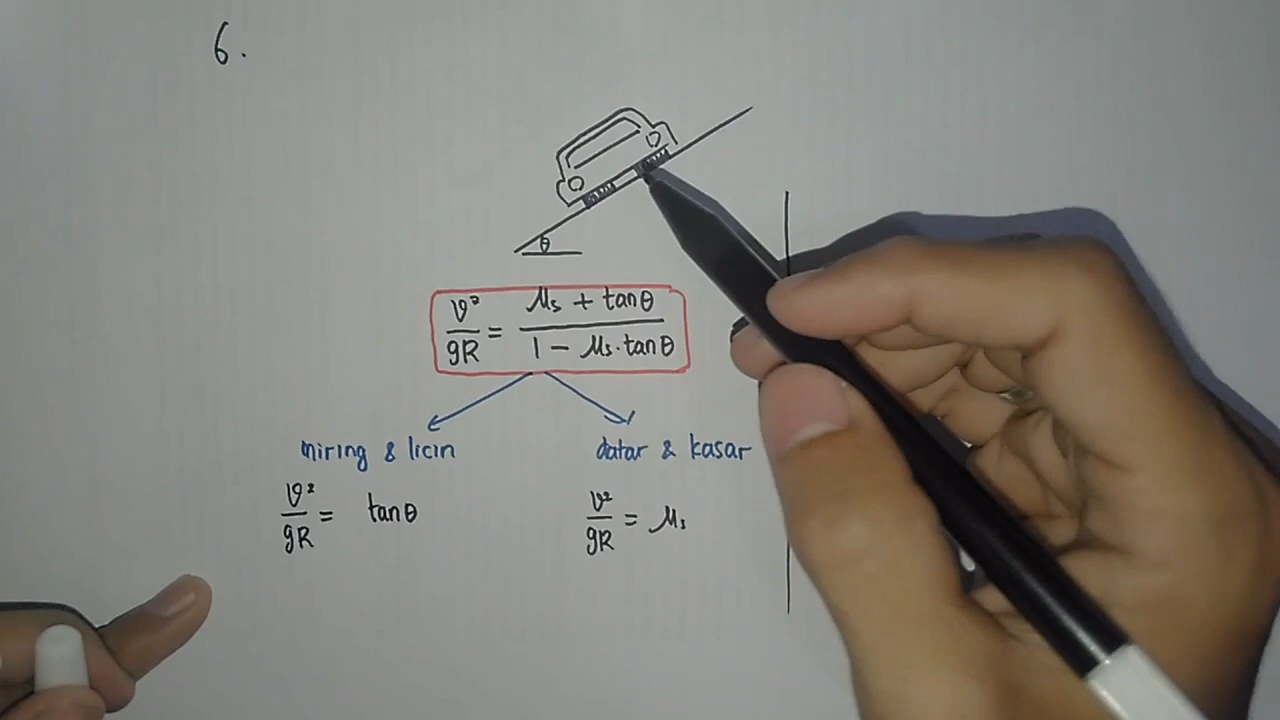 6.
θ
v²/gR = μs + tanθ / 1 - μs.tanθ
miring & licin
datar & kasar
v²/gR = tanθ
v²/gR = μs